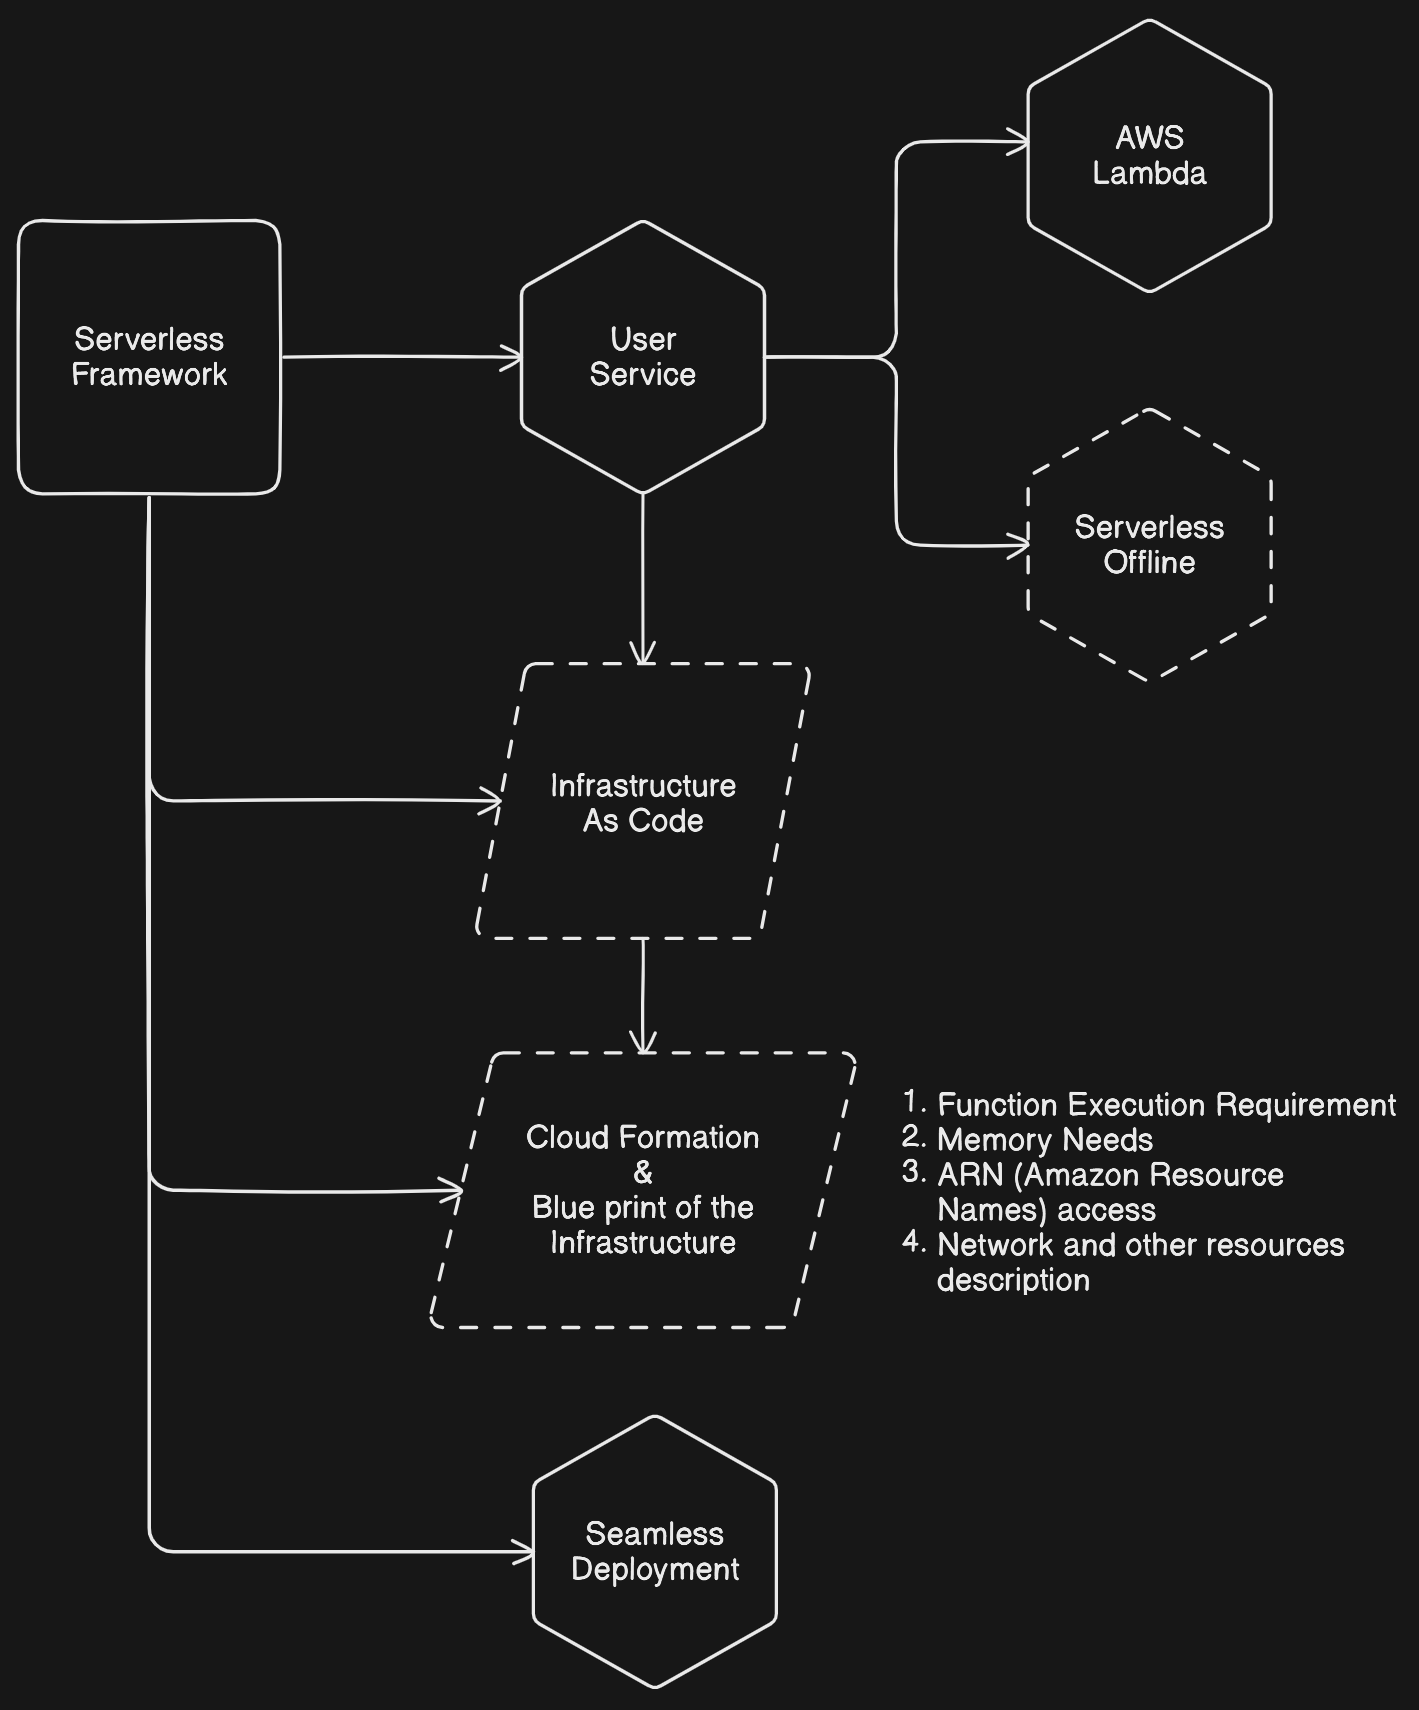 AWS
Lambda
Serverless
Framework
User
Service
Serverless
Offline
Infrastructure
As Code
Cloud Formation
&
Blue print of the
Infrastructure
1. Function Execution Requirement
2. Memory Needs
3. ARN (Amazon Resource
Names) access
4. Network and other resources
description
Seamless
Deployment